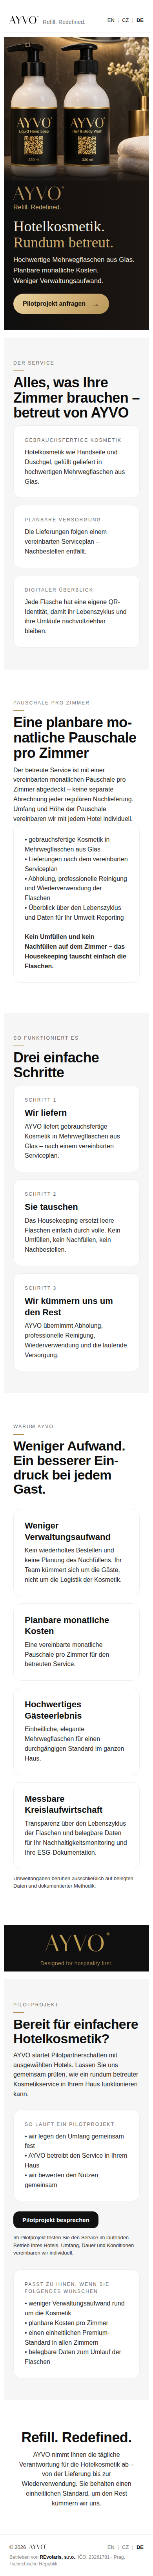 AYVO Refill. Redefined. EN | CZ | DE
AYVO
Liquid Hand Soap
330 ml
AYVO
Hair & Body Wash
330 ml
AYVO
Refill. Redefined.
Hotelkosmetik.
Rundum betreut.
Hochwertige Mehrwegflaschen aus Glas.
Planbare monatliche Kosten.
Weniger Verwaltungsaufwand.
Pilotprojekt anfragen →
DER SERVICE
Alles, was Ihre
Zimmer brauchen –
betreut von AYVO
GEBRAUCHSFERTIGE KOSMETIK
Hotelkosmetik wie Handseife und
Duschgel, gefüllt geliefert in
hochwertigen Mehrwegflaschen aus
Glas.
PLANBARE VERSORGUNG
Die Lieferungen folgen einem
vereinbarten Serviceplan –
Nachbestellen entfällt.
DIGITALER ÜBERBLICK
Jede Flasche hat eine eigene QR-
Identität, damit ihr Lebenszyklus und
ihre Umläufe nachvollziehbar
bleiben.
PAUSCHALE PRO ZIMMER
Eine planbare mo-
natliche Pauschale
pro Zimmer
Der betreute Service ist mit einer
vereinbarten monatlichen Pauschale pro
Zimmer abgedeckt – keine separate
Abrechnung jeder regulären Nachlieferung.
Umfang und Höhe der Pauschale
vereinbaren wir mit jedem Hotel individuell.
• gebrauchsfertige Kosmetik in
Mehrwegflaschen aus Glas
• Lieferungen nach dem vereinbarten
Serviceplan
• Abholung, professionelle Reinigung
und Wiederverwendung der
Flaschen
• Überblick über den Lebenszyklus
und Daten für Ihr Umwelt-Reporting
Kein Umfüllen und kein
Nachfüllen auf dem Zimmer – das
Housekeeping tauscht einfach die
Flaschen.
SO FUNKTIONIERT ES
Drei einfache
Schritte
SCHRITT 1
Wir liefern
AYVO liefert gebrauchsfertige
Kosmetik in Mehrwegflaschen aus
Glas – nach einem vereinbarten
Serviceplan.
SCHRITT 2
Sie tauschen
Das Housekeeping ersetzt leere
Flaschen einfach durch volle. Kein
Umfüllen, kein Nachfüllen, kein
Nachbestellen.
SCHRITT 3
Wir kümmern uns um
den Rest
AYVO übernimmt Abholung,
professionelle Reinigung,
Wiederverwendung und die laufende
Versorgung.
WARUM AYVO
Weniger Aufwand.
Ein besserer Ein-
druck bei jedem
Gast.
Weniger
Verwaltungsaufwand
Kein wiederholtes Bestellen und
keine Planung des Nachfüllens. Ihr
Team kümmert sich um die Gäste,
nicht um die Logistik der Kosmetik.
Planbare monatliche
Kosten
Eine vereinbarte monatliche
Pauschale pro Zimmer für den
betreuten Service.
Hochwertiges
Gästeerlebnis
Einheitliche, elegante
Mehrwegflaschen für einen
durchgängigen Standard im ganzen
Haus.
Messbare
Kreislaufwirtschaft
Transparenz über den Lebenszyklus
der Flaschen und belegbare Daten
für Ihr Nachhaltigkeitsmonitoring und
Ihre ESG-Dokumentation.
Umweltangaben beruhen ausschließlich auf belegten
Daten und dokumentierter Methodik.
AYVO
Designed for hospitality first.
PILOTPROJEKT
Bereit für einfachere
Hotelkosmetik?
AYVO startet Pilotpartnerschaften mit
ausgewählten Hotels. Lassen Sie uns
gemeinsam prüfen, wie ein rundum betreuter
Kosmetikservice in Ihrem Haus funktionieren
kann.
SO LÄUFT EIN PILOTPROJEKT
• wir legen den Umfang gemeinsam
fest
• AYVO betreibt den Service in Ihrem
Haus
• wir bewerten den Nutzen
gemeinsam
Pilotprojekt besprechen
Im Pilotprojekt testen Sie den Service im laufenden
Betrieb Ihres Hotels. Umfang, Dauer und Konditionen
vereinbaren wir individuell.
PASST ZU IHNEN, WENN SIE
FOLGENDES WÜNSCHEN
• weniger Verwaltungsaufwand rund
um die Kosmetik
• planbare Kosten pro Zimmer
• einen einheitlichen Premium-
Standard in allen Zimmern
• belegbare Daten zum Umlauf der
Flaschen
Refill. Redefined.
AYVO nimmt Ihnen die tägliche
Verantwortung für die Hotelkosmetik ab –
von der Lieferung bis zur
Wiederverwendung. Sie behalten einen
einheitlichen Standard, um den Rest
kümmern wir uns.
© 2026 AYVO EN | CZ | DE
Betrieben von REvolaris, s.r.o. · IČO: 23261781 · Prag,
Tschechische Republik